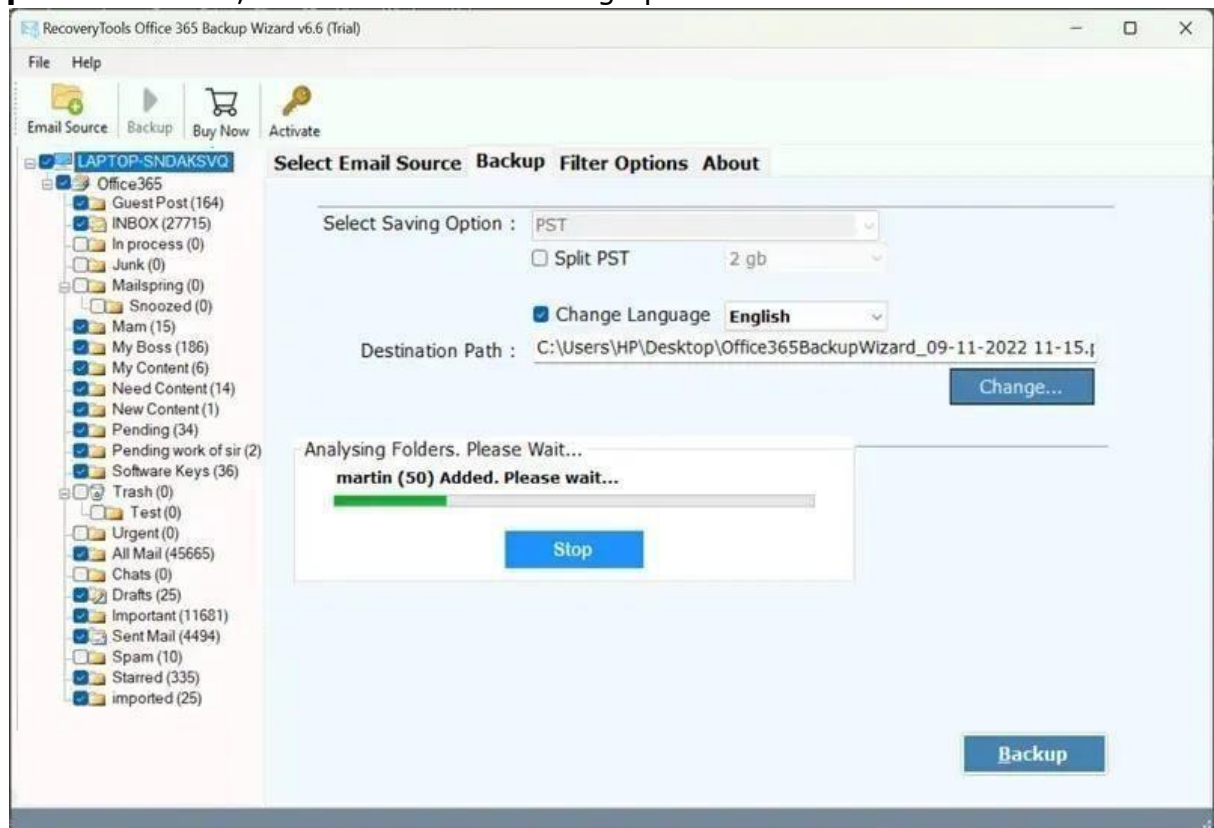 RecoveryTools Office 365 Backup Wizard v6.6 (Trial)
File Help
Email Source Backup Buy Now Activate
LAPTOP-SNDAKSVQ
Office365
Guest Post (164)
INBOX (27715)
In process (0)
Junk (0)
Mailspring (0)
Snoozed (0)
Mam (15)
My Boss (186)
My Content (6)
Need Content (14)
New Content (1)
Pending (34)
Pending work of sir (2)
Software Keys (36)
Trash (0)
Test (0)
Urgent (0)
All Mail (45665)
Chats (0)
Drafts (25)
Important (11681)
Sent Mail (4494)
Spam (10)
Starred (335)
imported (25)
Select Email Source Backup Filter Options About
Select Saving Option : PST
Split PST 2 gb
Change Language English
Destination Path : C:\Users\HP\Desktop\Office365BackupWizard_09-11-2022 11-15.p
Change...
Analysing Folders. Please Wait...
martin (50) Added. Please wait...
Stop
Backup